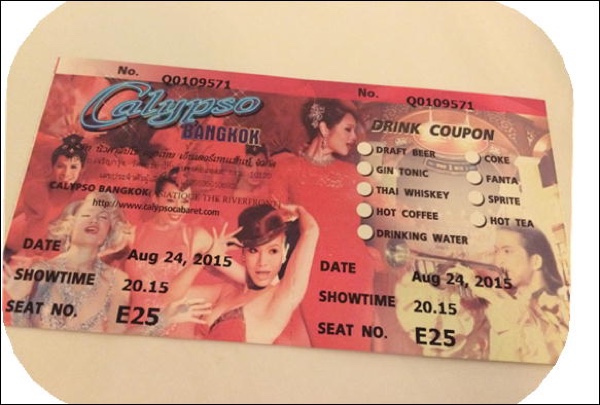 No. Q0109571
Calypso
BANGKOK
CALYPSO BANGKOK: THE RIVERFRONT
http://www.calypsocabaret.com
DATE Aug 24, 2015
SHOWTIME 20.15
SEAT NO. E25
No. Q0109571
DRINK COUPON
DRAFT BEER COKE
GIN TONIC FANTA
THAI WHISKEY SPRITE
HOT COFFEE HOT TEA
DRINKING WATER
DATE Aug 24, 2015
SHOWTIME 20.15
SEAT NO. E25